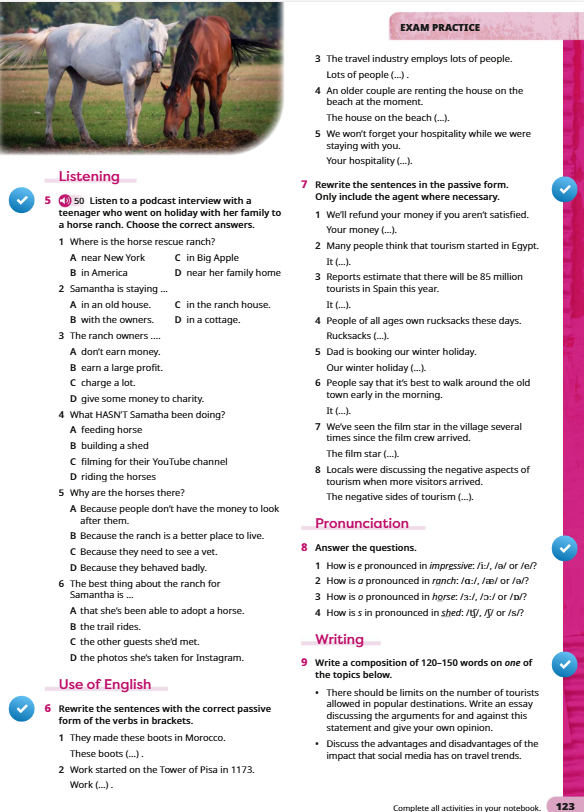 EXAM PRACTICE
Listening
5 50 Listen to a podcast interview with a
teenager who went on holiday with her family to
a horse ranch. Choose the correct answers.
1 Where is the horse rescue ranch?
A near New York C in Big Apple
B in America D near her family home
2 Samantha is staying ...
A in an old house. C in the ranch house.
B with the owners. D in a cottage.
3 The ranch owners ....
A don't earn money.
B earn a large profit.
C charge a lot.
D give some money to charity.
4 What HASN'T Samatha been doing?
A feeding horse
B building a shed
C filming for their YouTube channel
D riding the horses
5 Why are the horses there?
A Because people don't have the money to look
after them.
B Because the ranch is a better place to live.
C Because they need to see a vet.
D Because they behaved badly.
6 The best thing about the ranch for
Samantha is ...
A that she's been able to adopt a horse.
B the trail rides.
C the other guests she'd met.
D the photos she's taken for Instagram.
Use of English
6 Rewrite the sentences with the correct passive
form of the verbs in brackets.
1 They made these boots in Morocco.
These boots (...) .
2 Work started on the Tower of Pisa in 1173.
Work (...) .
3 The travel industry employs lots of people.
Lots of people (...) .
4 An older couple are renting the house on the
beach at the moment.
The house on the beach (...).
5 We won't forget your hospitality while we were
staying with you.
Your hospitality (...).
7 Rewrite the sentences in the passive form.
Only include the agent where necessary.
1 We'll refund your money if you aren't satisfied.
Your money (...).
2 Many people think that tourism started in Egypt.
It (...).
3 Reports estimate that there will be 85 million
tourists in Spain this year.
It (...).
4 People of all ages own rucksacks these days.
Rucksacks (...).
5 Dad is booking our winter holiday.
Our winter holiday (...).
6 People say that it's best to walk around the old
town early in the morning.
It (...).
7 We've seen the film star in the village several
times since the film crew arrived.
The film star (...).
8 Locals were discussing the negative aspects of
tourism when more visitors arrived.
The negative sides of tourism (...).
Pronunciation
8 Answer the questions.
1 How is e pronounced in impressive: /iː/, /ə/ or /e/?
2 How is a pronounced in ranch: /ɑː/, /æ/ or /ə/?
3 How is o pronounced in horse: /ɜː/, /ɔː/ or /ɒ/?
4 How is s in pronounced in shed: /tʃ/, /ʃ/ or /s/?
Writing
9 Write a composition of 120–150 words on one of
the topics below.
• There should be limits on the number of tourists
allowed in popular destinations. Write an essay
discussing the arguments for and against this
statement and give your own opinion.
• Discuss the advantages and disadvantages of the
impact that social media has on travel trends.
Complete all activities in your notebook. 123